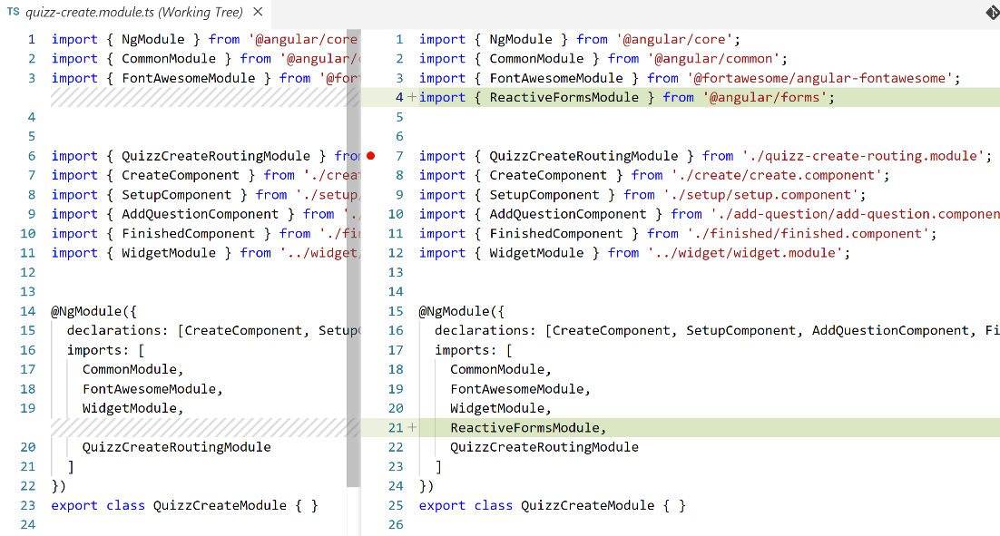 TS quizz-create.module.ts (Working Tree) ×
1 import { NgModule } from '@angular/core
2 import { CommonModule } from '@angular/
3 import { FontAwesomeModule } from '@for
4
5
6 import { QuizzCreateRoutingModule } fro
7 import { CreateComponent } from './crea
8 import { SetupComponent } from './setup/
9 import { AddQuestionComponent } from './
10 import { FinishedComponent } from './fi
11 import { WidgetModule } from '../widget/
12
13
14 @NgModule({
15 declarations: [CreateComponent, Setup
16 imports: [
17 CommonModule,
18 FontAwesomeModule,
19 WidgetModule,
20 QuizzCreateRoutingModule
21 ]
22 })
23 export class QuizzCreateModule { }
24
1 import { NgModule } from '@angular/core';
2 import { CommonModule } from '@angular/common';
3 import { FontAwesomeModule } from '@fortawesome/angular-fontawesome';
4 + import { ReactiveFormsModule } from '@angular/forms';
5
6
7 import { QuizzCreateRoutingModule } from './quizz-create-routing.module';
8 import { CreateComponent } from './create/create.component';
9 import { SetupComponent } from './setup/setup.component';
10 import { AddQuestionComponent } from './add-question/add-question.componen
11 import { FinishedComponent } from './finished/finished.component';
12 import { WidgetModule } from '../widget/widget.module';
13
14
15 @NgModule({
16 declarations: [CreateComponent, SetupComponent, AddQuestionComponent, Fi
17 imports: [
18 CommonModule,
19 FontAwesomeModule,
20 WidgetModule,
21 + ReactiveFormsModule,
22 QuizzCreateRoutingModule
23 ]
24 })
25 export class QuizzCreateModule { }
26